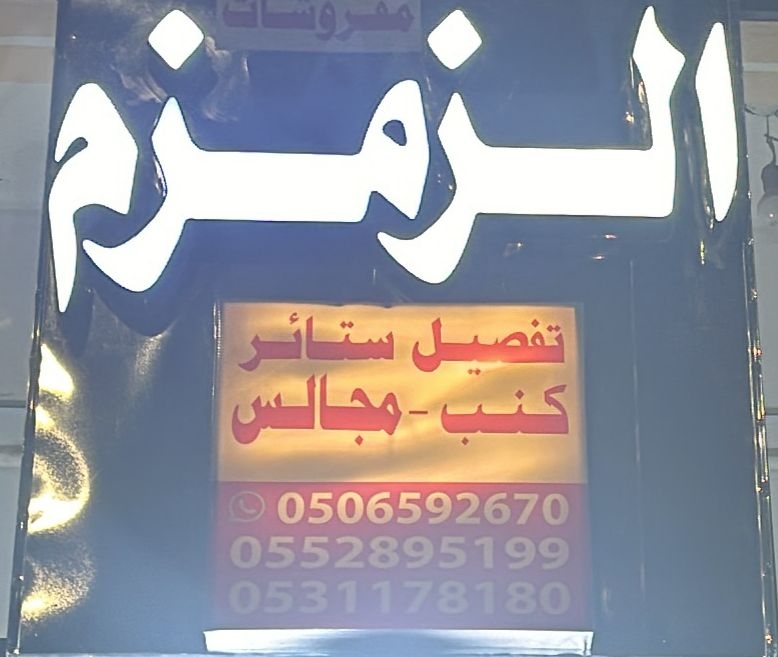 مفروشات
الزمزم
تفصيل ستائر
كنب - مجالس
0506592670
0552895199
0531178180